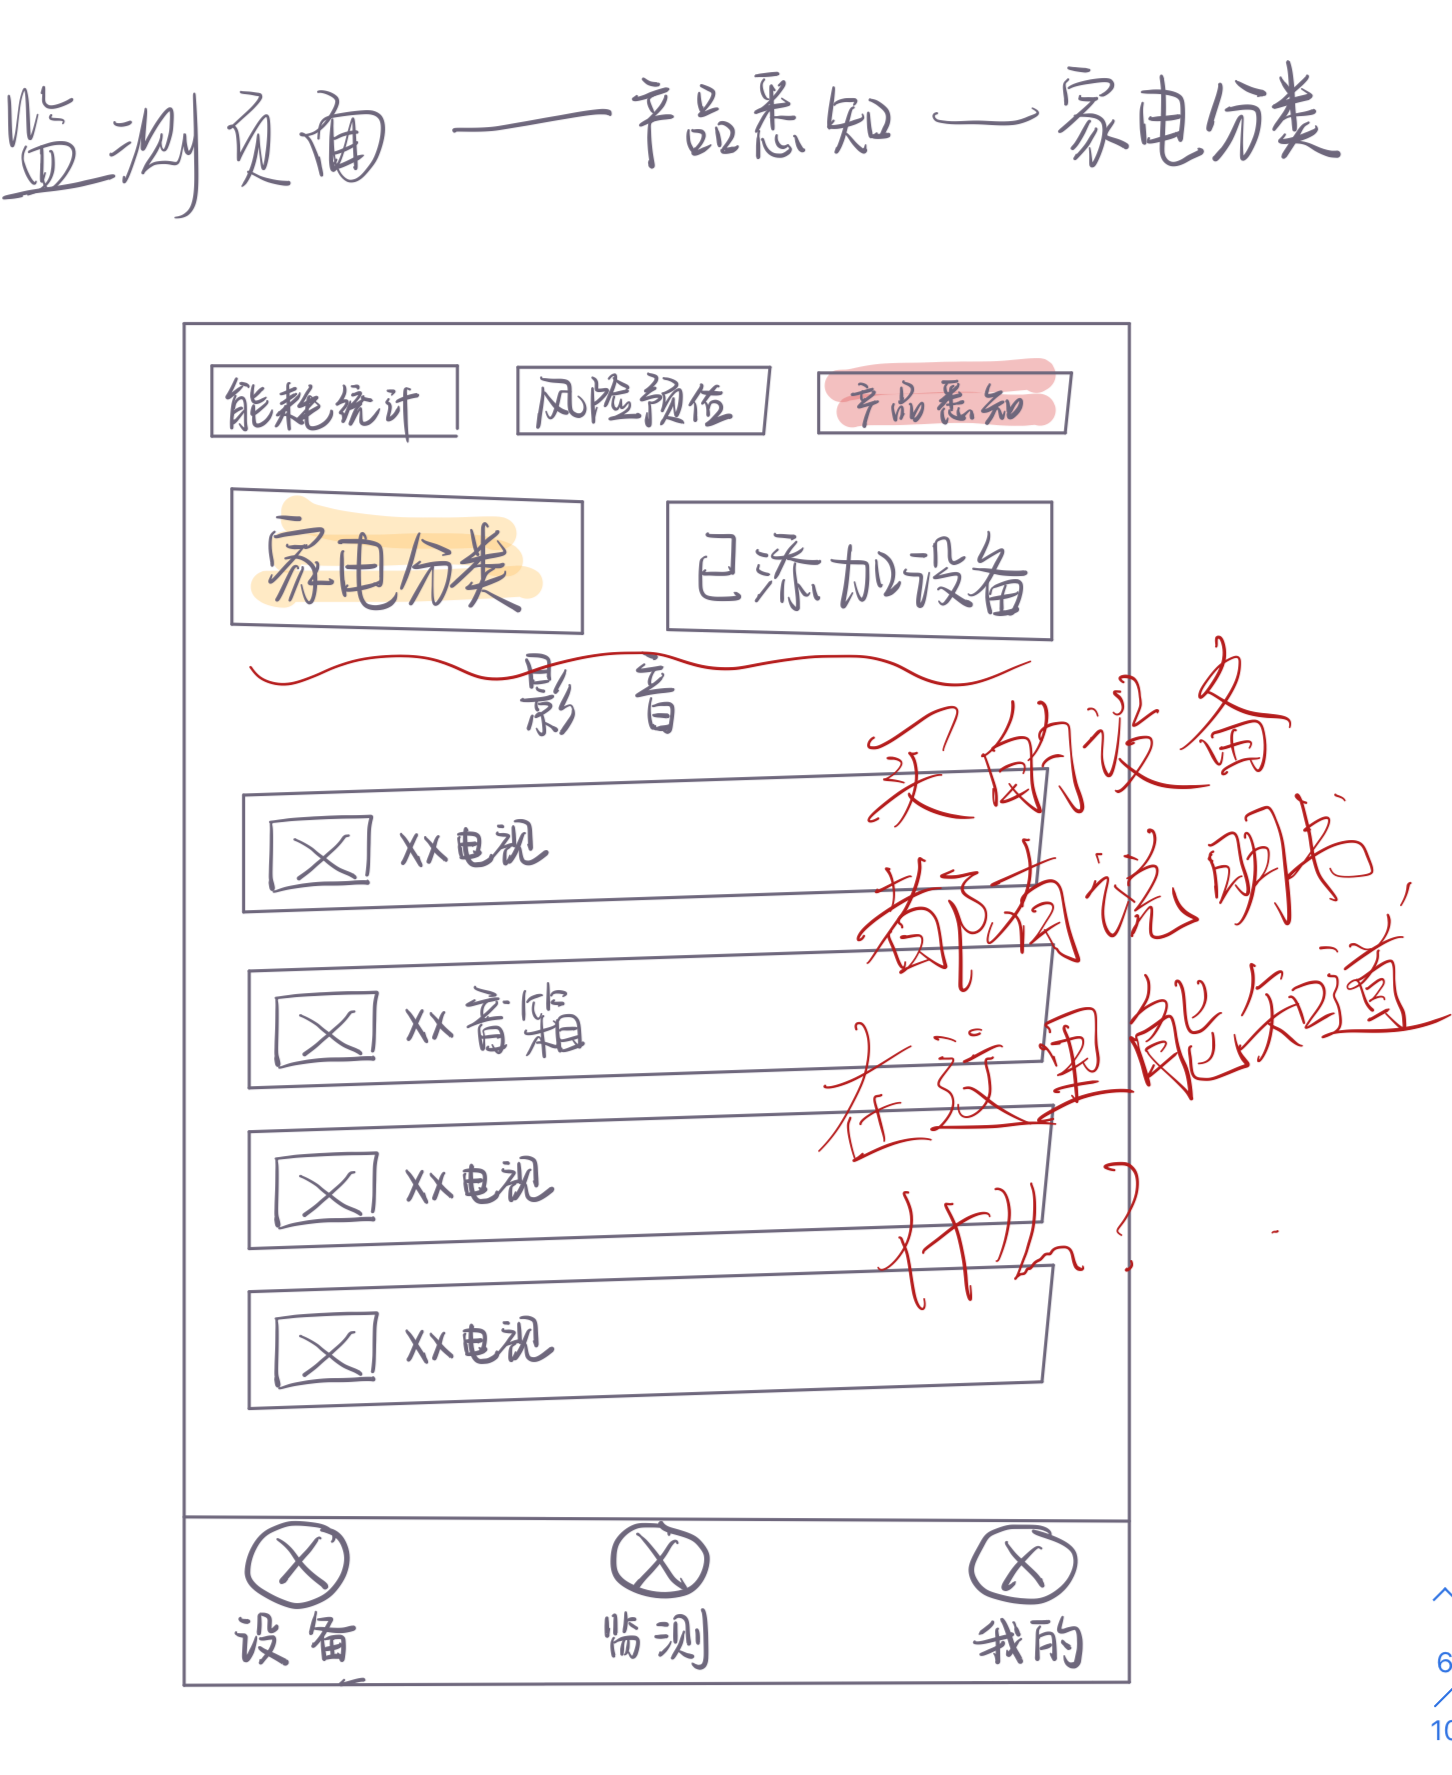 监测页面 —— 产品悉知 — 家电分类
能耗统计
风险预估
产品悉知
家电分类
已添加设备
影音
XX电视
XX音箱
XX电视
XX电视
买的设备
都有说明书,
在这里能知道
什么?
设备
监测
我的
6
/
10